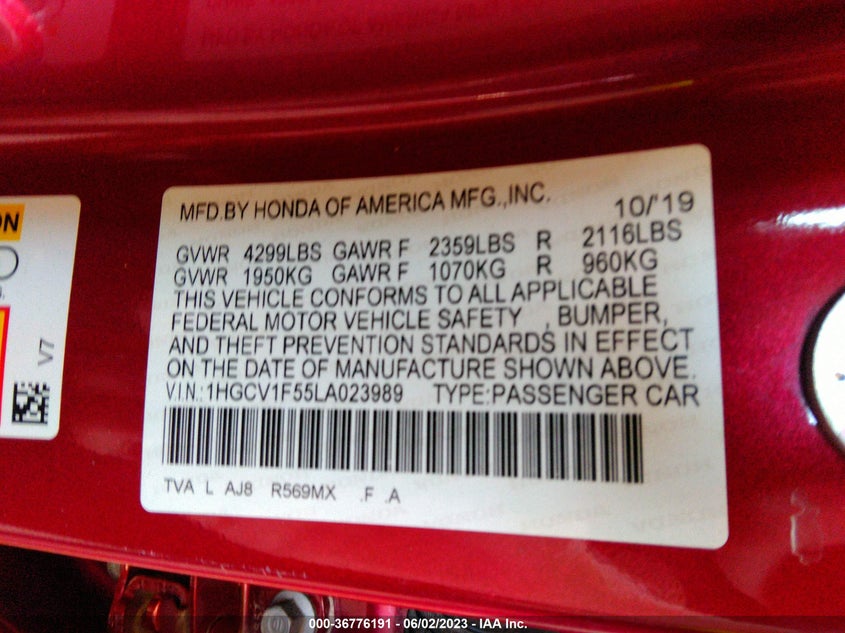 MFD.BY HONDA OF AMERICA MFG.,INC. 10/'19
GVWR 4299LBS GAWR F 2359LBS R 2116LBS
GVWR 1950KG GAWR F 1070KG R 960KG
THIS VEHICLE CONFORMS TO ALL APPLICABLE
FEDERAL MOTOR VEHICLE SAFETY , BUMPER,
AND THEFT PREVENTION STANDARDS IN EFFECT
ON THE DATE OF MANUFACTURE SHOWN ABOVE.
V.I.N.:1HGCV1F55LA023989 TYPE:PASSENGER CAR
TVA L AJ8 R569MX .F .A
V7
000-36776191 - 06/02/2023 - IAA Inc.